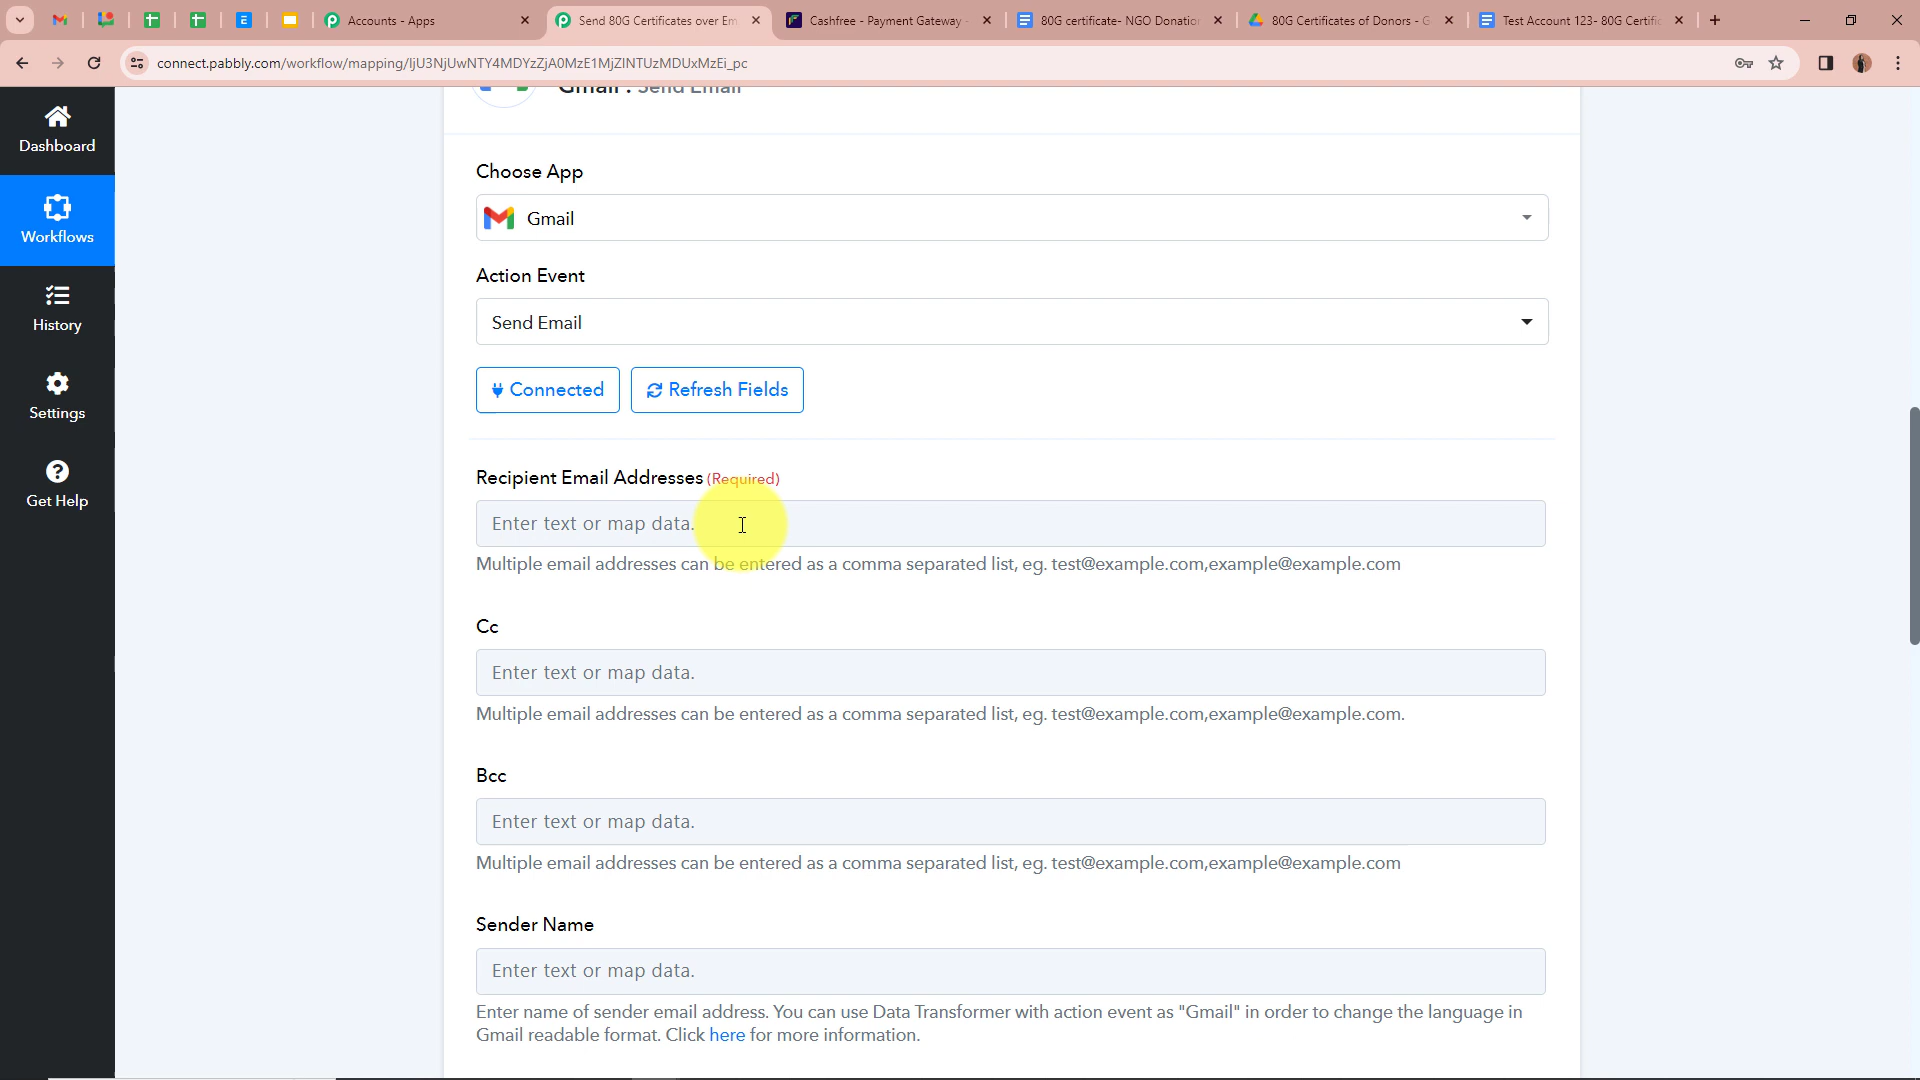 Accounts - Apps
Send 80G Certificates over Em
Cashfree - Payment Gateway -
80G certificate- NGO Donation
80G Certificates of Donors - G
Test Account 123- 80G Certific
connect.pabbly.com/workflow/mapping/IjU3NjUwNTY4MDYzZjA0MzE1MjZlNTUzMDUxMzEi_pc
Gmail : Send Email
Dashboard
Workflows
History
Settings
Get Help
Choose App
Gmail
Action Event
Send Email
Connected
Refresh Fields
Recipient Email Addresses (Required)
Enter text or map data.
Multiple email addresses can be entered as a comma separated list, eg. test@example.com,example@example.com
Cc
Enter text or map data.
Multiple email addresses can be entered as a comma separated list, eg. test@example.com,example@example.com.
Bcc
Enter text or map data.
Multiple email addresses can be entered as a comma separated list, eg. test@example.com,example@example.com
Sender Name
Enter text or map data.
Enter name of sender email address. You can use Data Transformer with action event as "Gmail" in order to change the language in
Gmail readable format. Click here for more information.